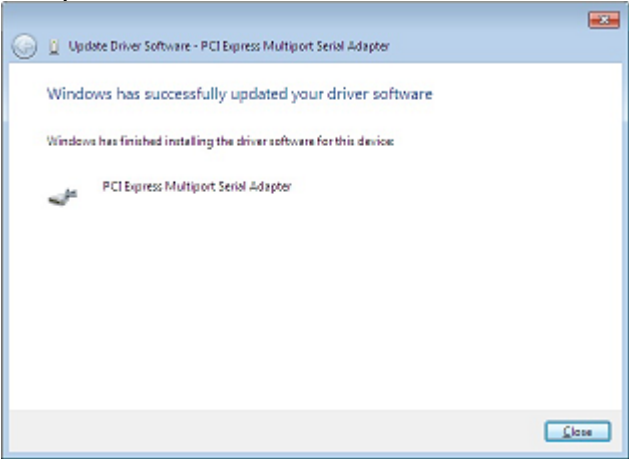 Update Driver Software - PCI Express Multiport Serial Adapter
Windows has successfully updated your driver software
Windows has finished installing the driver software for this device:
PCI Express Multiport Serial Adapter
Close